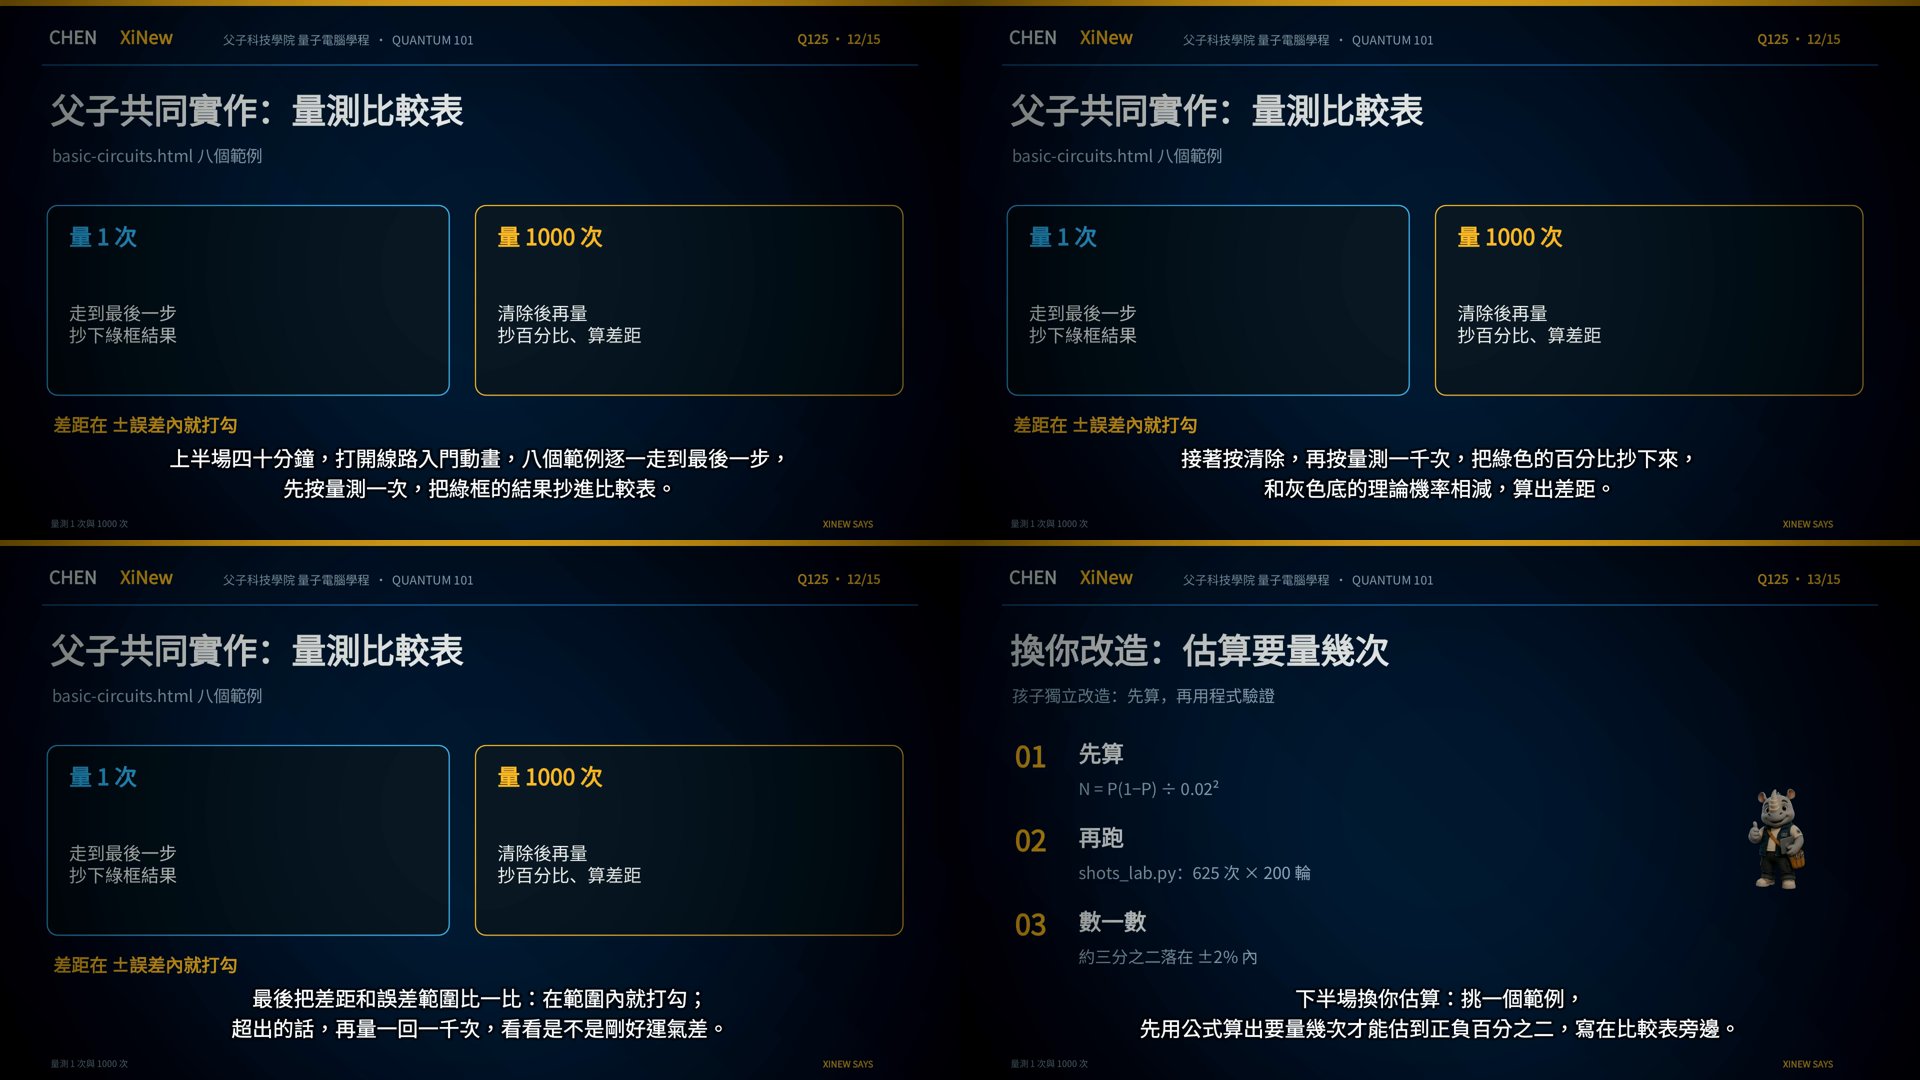 CHEN XiNew 父子科技學院 量子電腦學程 · QUANTUM 101 Q125 · 12/15
父子共同實作：量測比較表
basic-circuits.html 八個範例
量 1 次
走到最後一步
抄下綠框結果
量 1000 次
清除後再量
抄百分比、算差距
差距在 ±誤差內就打勾
上半場四十分鐘，打開線路入門動畫，八個範例逐一走到最後一步，
先按量測一次，把綠框的結果抄進比較表。
量測 1 次與 1000 次 XINEW SAYS
CHEN XiNew 父子科技學院 量子電腦學程 · QUANTUM 101 Q125 · 12/15
父子共同實作：量測比較表
basic-circuits.html 八個範例
量 1 次
走到最後一步
抄下綠框結果
量 1000 次
清除後再量
抄百分比、算差距
差距在 ±誤差內就打勾
接著按清除，再按量測一千次，把綠色的百分比抄下來，
和灰色底的理論機率相減，算出差距。
量測 1 次與 1000 次 XINEW SAYS
CHEN XiNew 父子科技學院 量子電腦學程 · QUANTUM 101 Q125 · 12/15
父子共同實作：量測比較表
basic-circuits.html 八個範例
量 1 次
走到最後一步
抄下綠框結果
量 1000 次
清除後再量
抄百分比、算差距
差距在 ±誤差內就打勾
最後把差距和誤差範圍比一比：在範圍內就打勾；
超出的話，再量一回一千次，看看是不是剛好運氣差。
量測 1 次與 1000 次 XINEW SAYS
CHEN XiNew 父子科技學院 量子電腦學程 · QUANTUM 101 Q125 · 13/15
換你改造：估算要量幾次
孩子獨立改造：先算，再用程式驗證
01 先算
N = P(1−P) ÷ 0.02²
02 再跑
shots_lab.py：625 次 × 200 輪
03 數一數
約三分之二落在 ±2% 內
下半場換你估算：挑一個範例，
先用公式算出要量幾次才能估到正負百分之二，寫在比較表旁邊。
量測 1 次與 1000 次 XINEW SAYS